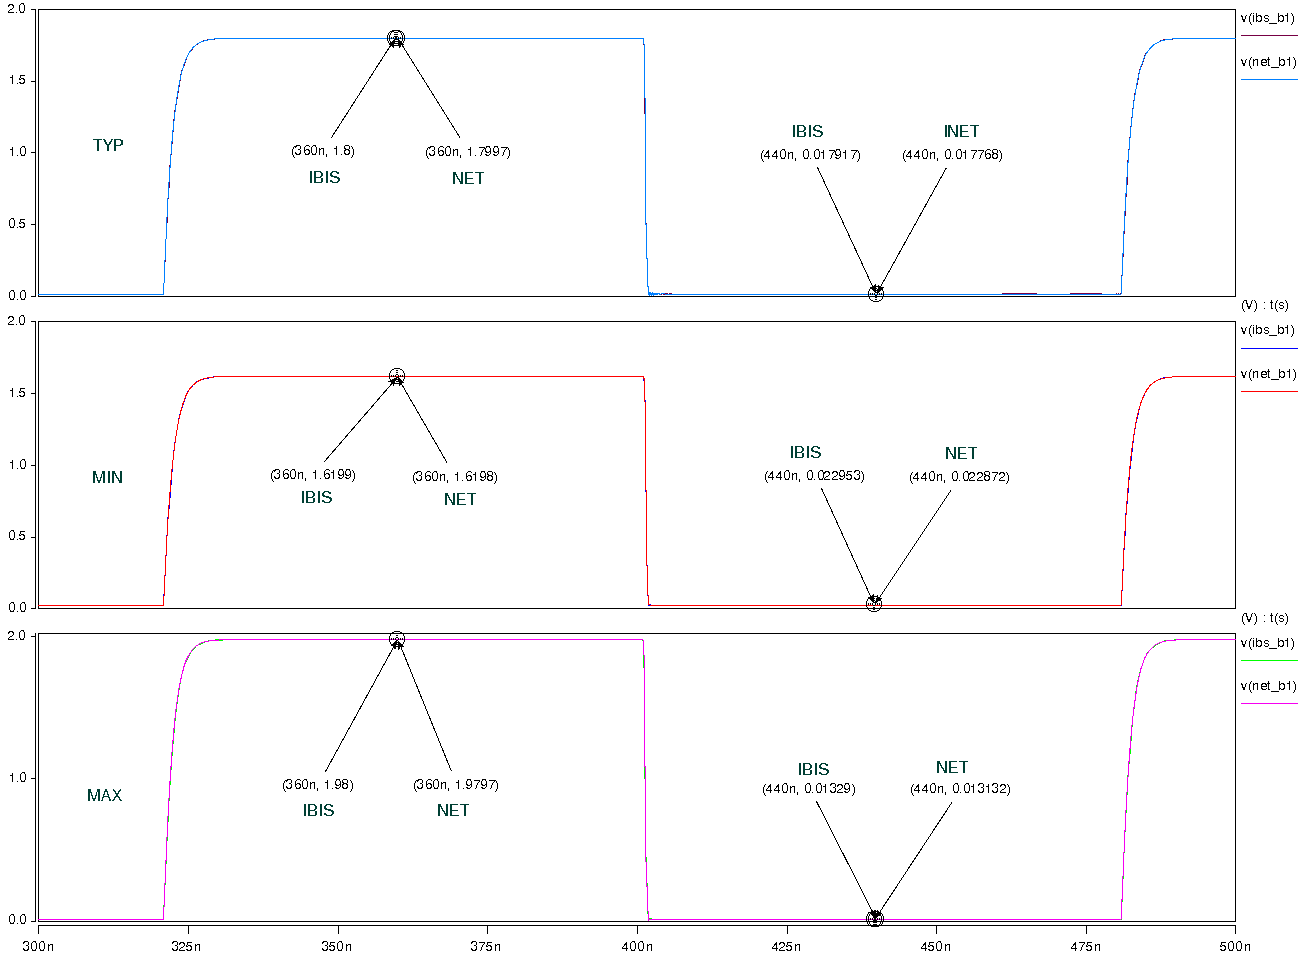 2.0
v(ibs_b1)
v(net_b1)
1.5
TYP
1.0
(360n, 1.8) (360n, 1.7997)
IBIS NET
IBIS INET
(440n, 0.017917) (440n, 0.017768)
0.5
0.0
(V) : t(s)
2.0
v(ibs_b1)
v(net_b1)
1.5
1.0
MIN
(360n, 1.6199) (360n, 1.6198)
IBIS NET
IBIS NET
(440n, 0.022953) (440n, 0.022872)
0.5
0.0
(V) : t(s)
2.0
v(ibs_b1)
v(net_b1)
1.0
MAX
(360n, 1.98) (360n, 1.9797)
IBIS NET
IBIS NET
(440n, 0.01329) (440n, 0.013132)
0.0
300n 325n 350n 375n 400n 425n 450n 475n 500n